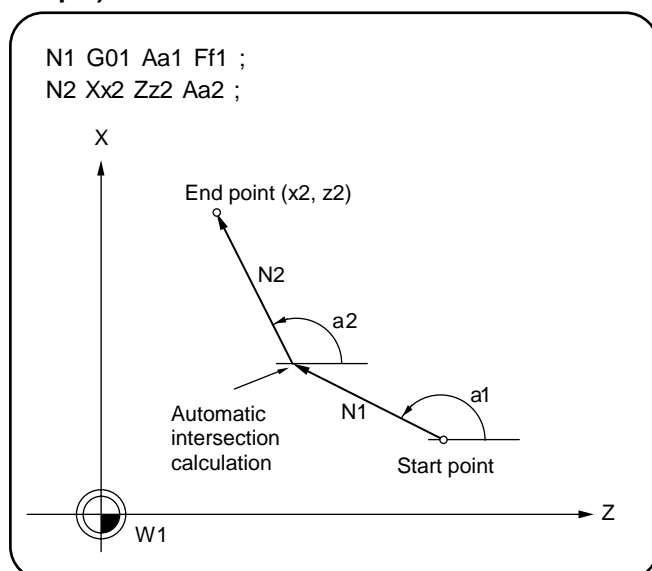 N1 G01 Aa1 Ff1 ;
N2 Xx2 Zz2 Aa2 ;
X
End point (x2, z2)
N2
a2
a1
N1
Automatic
intersection
calculation
Start point
Z
W1